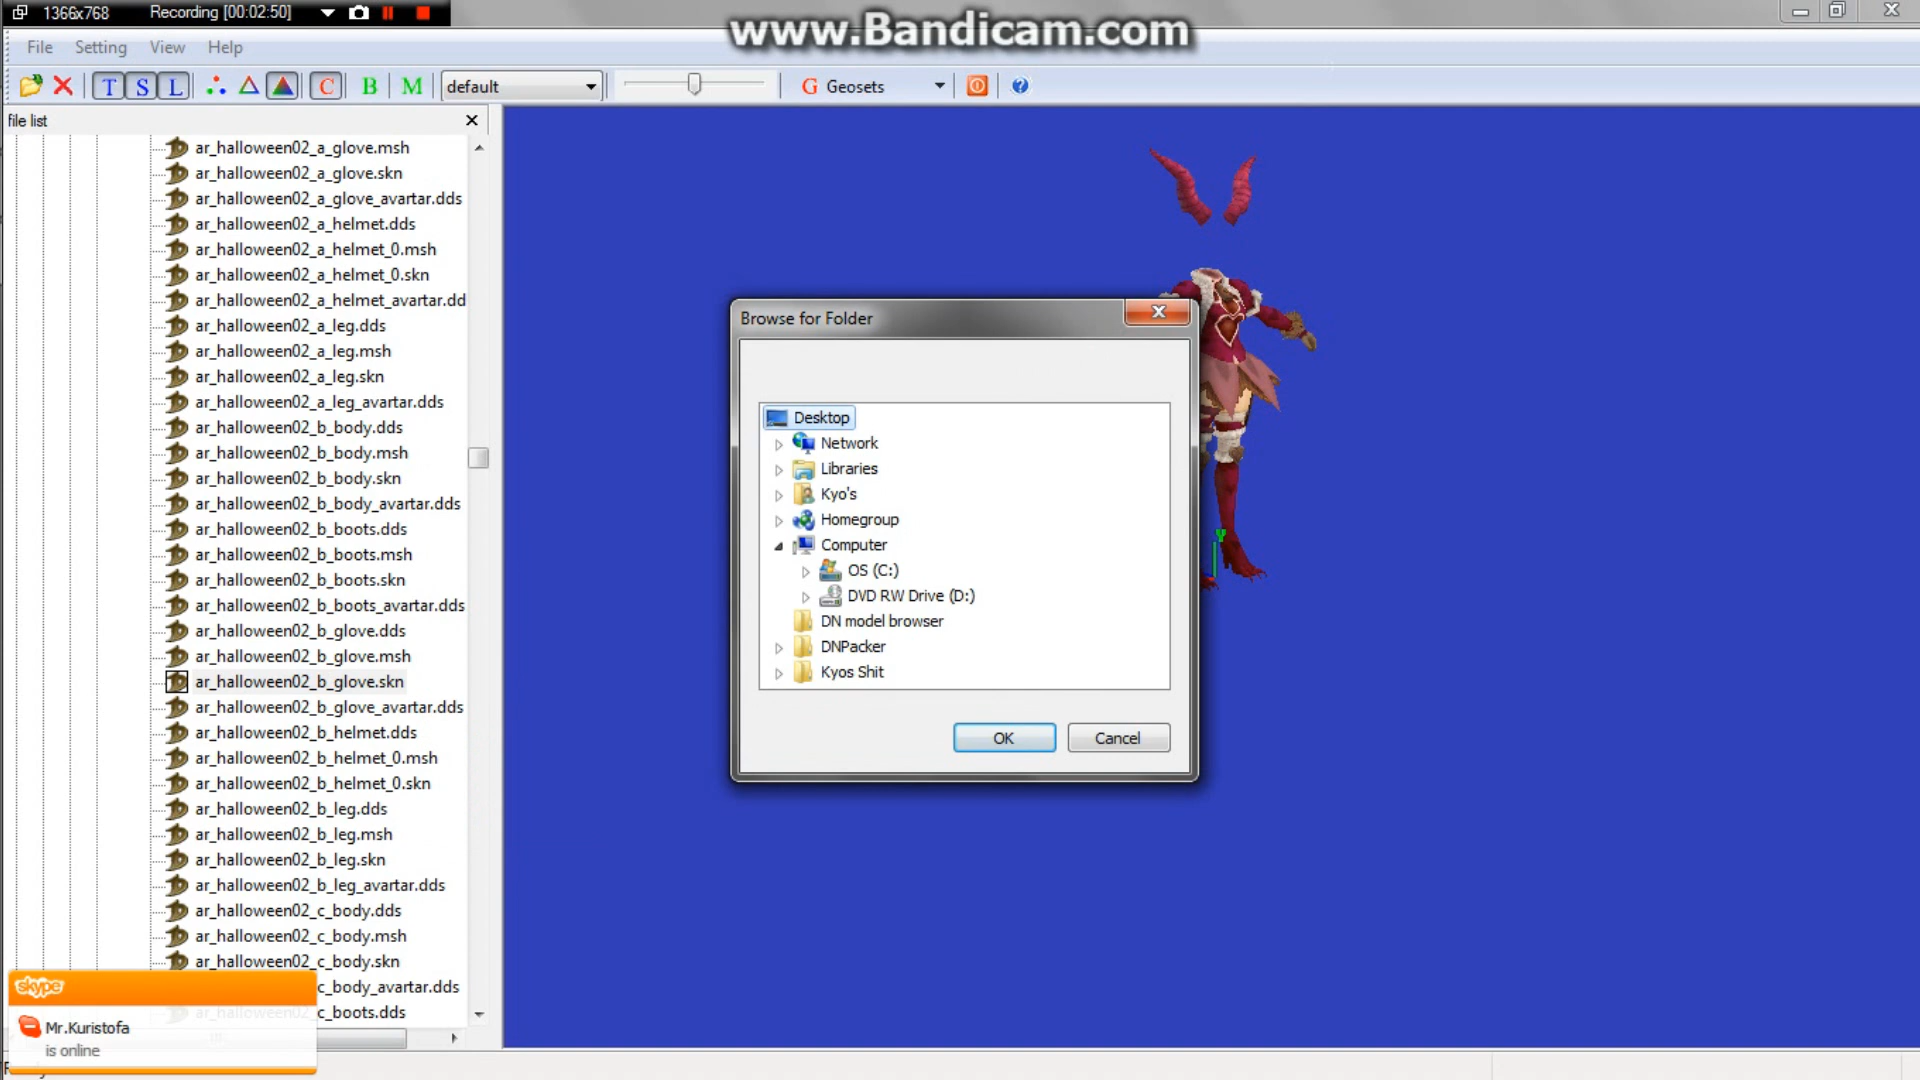 1366x768 Recording [00:02:50]
www.Bandicam.com
File Setting View Help
T S L C B M default G Geosets
file list
ar_halloween02_a_glove.msh
ar_halloween02_a_glove.skn
ar_halloween02_a_glove_avartar.dds
ar_halloween02_a_helmet.dds
ar_halloween02_a_helmet_0.msh
ar_halloween02_a_helmet_0.skn
ar_halloween02_a_helmet_avartar.dd
ar_halloween02_a_leg.dds
ar_halloween02_a_leg.msh
ar_halloween02_a_leg.skn
ar_halloween02_a_leg_avartar.dds
ar_halloween02_b_body.dds
ar_halloween02_b_body.msh
ar_halloween02_b_body.skn
ar_halloween02_b_body_avartar.dds
ar_halloween02_b_boots.dds
ar_halloween02_b_boots.msh
ar_halloween02_b_boots.skn
ar_halloween02_b_boots_avartar.dds
ar_halloween02_b_glove.dds
ar_halloween02_b_glove.msh
ar_halloween02_b_glove.skn
ar_halloween02_b_glove_avartar.dds
ar_halloween02_b_helmet.dds
ar_halloween02_b_helmet_0.msh
ar_halloween02_b_helmet_0.skn
ar_halloween02_b_leg.dds
ar_halloween02_b_leg.msh
ar_halloween02_b_leg.skn
ar_halloween02_b_leg_avartar.dds
ar_halloween02_c_body.dds
ar_halloween02_c_body.msh
ar_halloween02_c_body.skn
c_body_avartar.dds
c_boots.dds
skype
Mr.Kuristofa
is online
Browse for Folder
Desktop
Network
Libraries
Kyo's
Homegroup
Computer
OS (C:)
DVD RW Drive (D:)
DN model browser
DNPacker
Kyos Shit
OK Cancel
Y